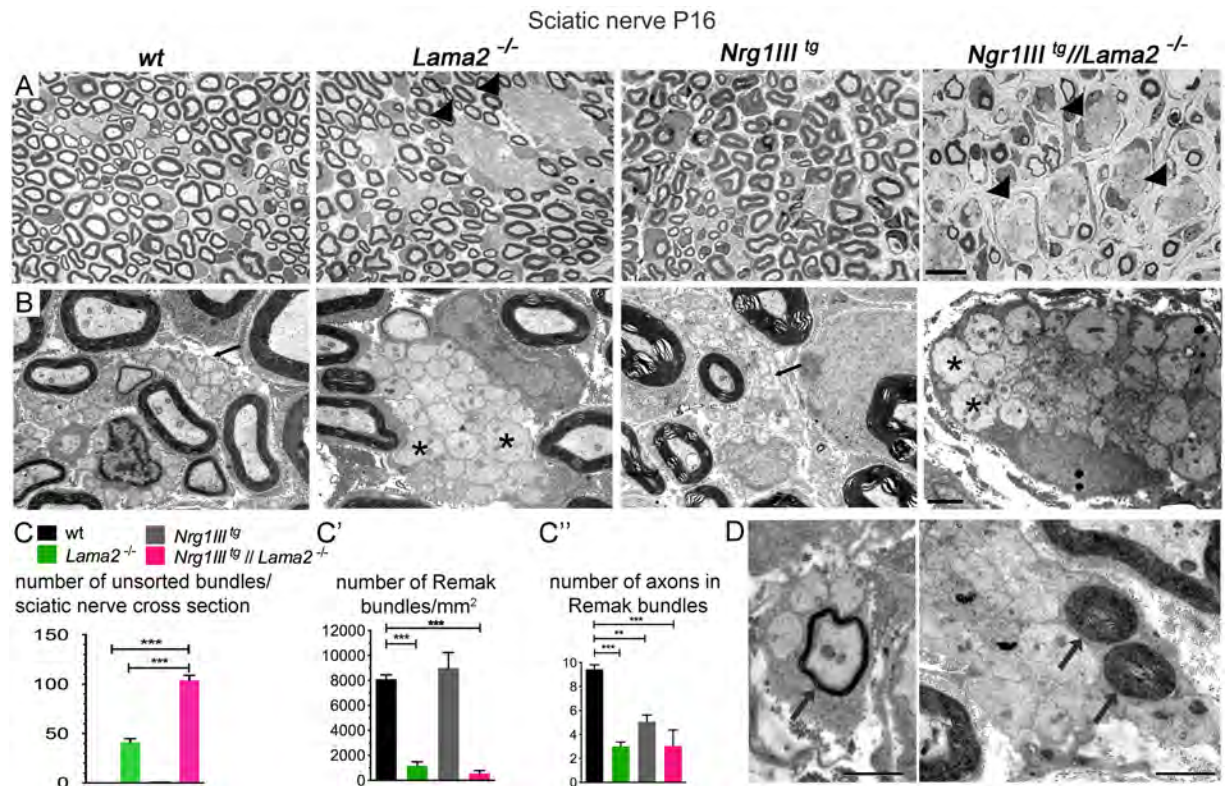 Sciatic nerve P16
wt
Lama2 -/-
Nrg1III tg
Ngr1III tg//Lama2 -/-
A
B
*
*
*
*
C
wt
Nrg1III tg
Lama2 -/-
Nrg1III tg // Lama2 -/-
number of unsorted bundles/
sciatic nerve cross section
150
100
50
0
***
***
C'
number of Remak
bundles/mm2
12000
10000
8000
6000
4000
2000
0
***
***
C''
number of axons in
Remak bundles
10
8
6
4
2
0
***
**
***
D